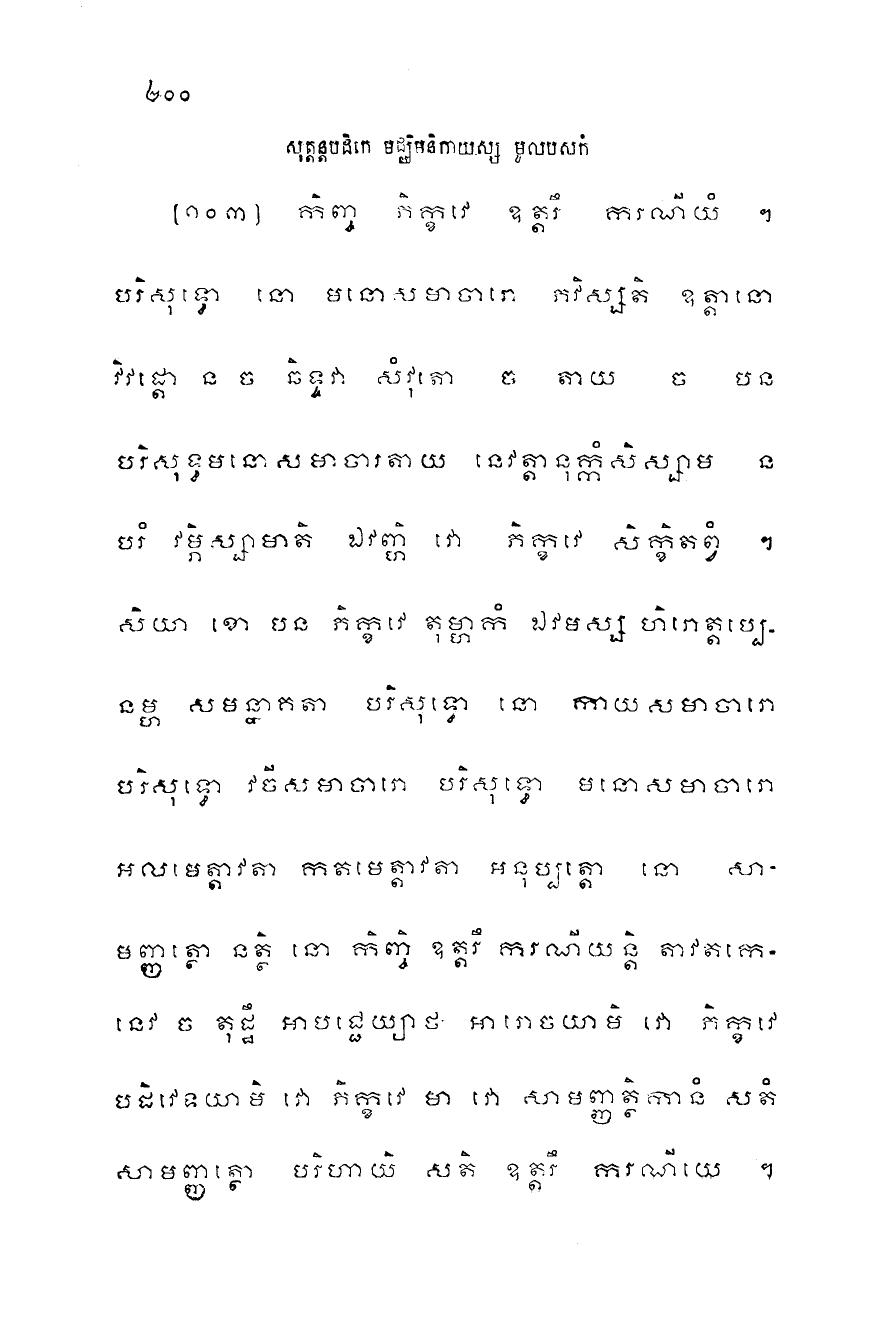 ៤០០
សុត្តន្តបិដកេ មជ្ឈិមនិកាយស្ស មូលបណ្ណាសកំ
[១០៣] កិញ្ច ភិក្ខវេ ឧត្តរឹ ករណីយំ ។
បរិសុទ្ធោ នោ មនោសមាចារោ ភវិស្សតិ ឧត្តានោ
វិវដោ្ត ន ច ឆិទ្ទវា សំវុតោ ច តាយ ច បន
បរិសុទ្ធមនោសមាចារតាយ នេវត្តានុក្កំសិស្សាម ន
បរំ វម្ភិស្សាមាតិ ឯវញ្ហិ វោ ភិក្ខវេ សិក្ខិតព្វំ ។
សិយា ខោ បន ភិក្ខវេ តុម្ហាកំ ឯវមស្ស ហិរោត្តប្បេ-
នម្ហ សមន្នាគតា បរិសុទ្ធោ នោ កាយសមាចារោ
បរិសុទ្ធោ វចីសមាចារោ បរិសុទ្ធោ មនោសមាចារោ
អលមេត្តាវតា កតមេត្តាវតា អនុប្បត្តោ នោ សា-
មញ្ញត្ថោ នត្ថិ នោ កិញ្ចិ ឧត្តរឹ ករណីយន្តិ តាវតកេ-
នេវ ច តុដ្ឋឹ អាបជ្ជេយ្យាថ អារោចយាមិ វោ ភិក្ខវេ
បដិវេទយាមិ វោ ភិក្ខវេ មា វោ សាមញ្ញត្ថិកានំ សតំ
សាមញ្ញត្ថោ បរិហាយិ សតិ ឧត្តរឹ ករណីយេ ។